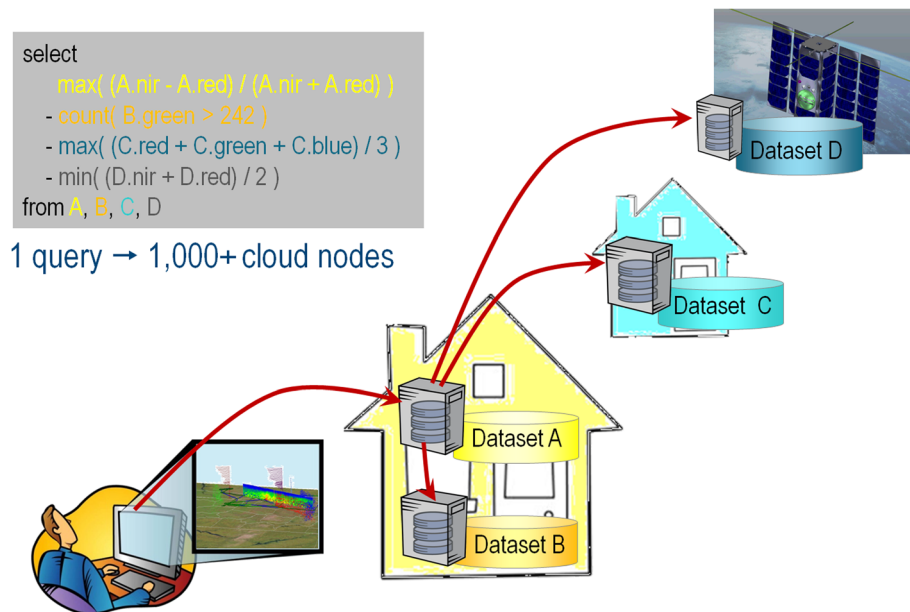 select
max( (A.nir - A.red) / (A.nir + A.red) )
- count( B.green > 242 )
- max( (C.red + C.green + C.blue) / 3 )
- min( (D.nir + D.red) / 2 )
from A, B, C, D
1 query → 1,000+ cloud nodes
Dataset D
Dataset C
Dataset A
Dataset B